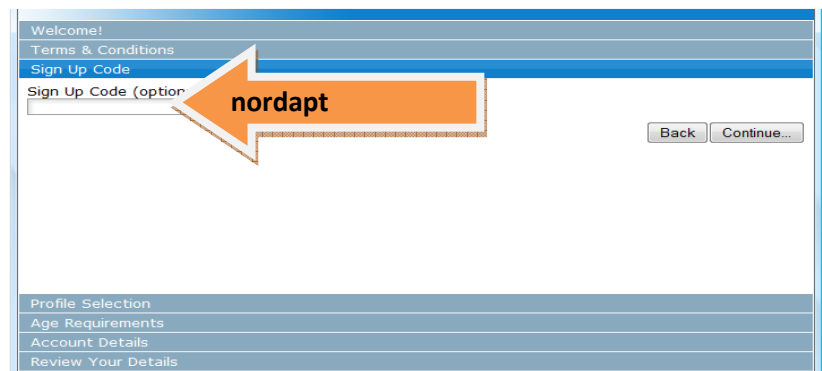 Welcome!
Terms & Conditions
Sign Up Code
Sign Up Code (option
nordapt
Back Continue...
Profile Selection
Age Requirements
Account Details
Review Your Details